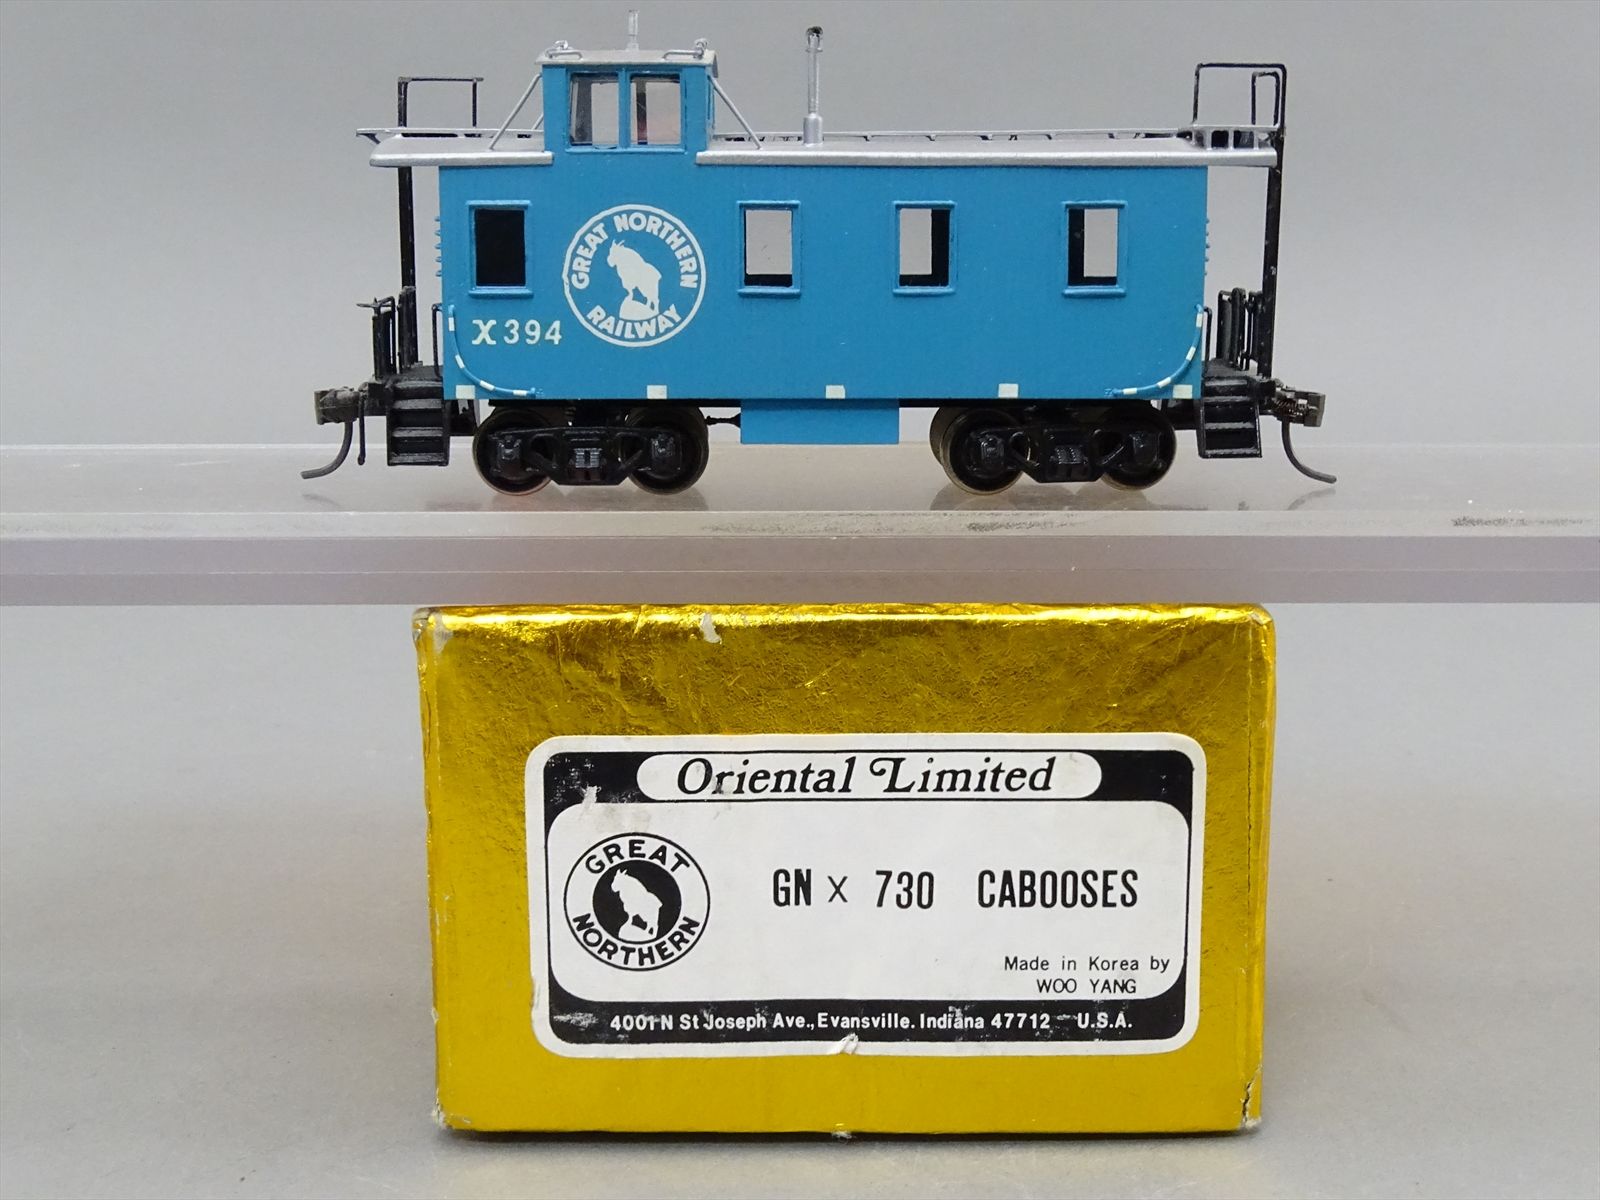 GREAT NORTHERN
RAILWAY
X394
Oriental Limited
GREAT
NORTHERN
GN x 730 CABOOSES
Made in Korea by
WOO YANG
4001 N St Joseph Ave., Evansville. Indiana 47712 U.S.A.